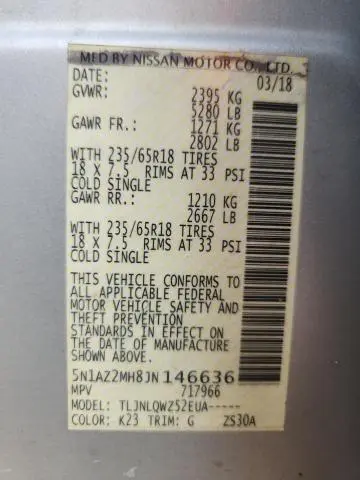 MFD BY NISSAN MOTOR CO., LTD.
DATE: 03/18
GVWR: 2395 KG
5280 LB
GAWR FR.: 1271 KG
2802 LB
WITH 235/65R18 TIRES
18 X 7.5 RIMS AT 33 PSI
COLD SINGLE
GAWR RR.: 1210 KG
2667 LB
WITH 235/65R18 TIRES
18 X 7.5 RIMS AT 33 PSI
COLD SINGLE
THIS VEHICLE CONFORMS TO
ALL APPLICABLE FEDERAL
MOTOR VEHICLE SAFETY AND
THEFT PREVENTION
STANDARDS IN EFFECT ON
THE DATE OF MANUFACTURE
SHOWN ABOVE.
5N1AZ2MH8JN146636
MPV 717966
MODEL: TLJNLQWZ52EUA-----
COLOR: K23 TRIM: G ZS30A